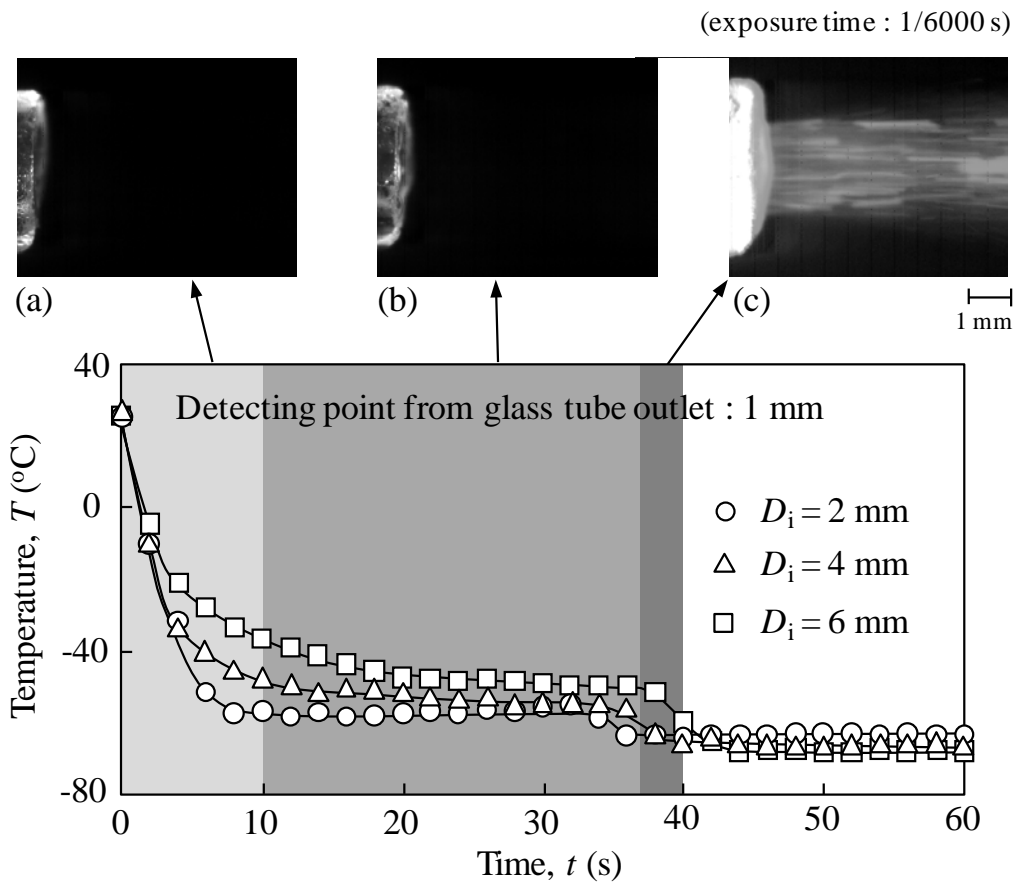 (exposure time : 1/6000 s)
(a)
(b)
(c)
1 mm
40
0
-40
-80
Temperature, T (°C)
Detecting point from glass tube outlet : 1 mm
Di = 2 mm
Di = 4 mm
Di = 6 mm
0 10 20 30 40 50 60
Time, t (s)